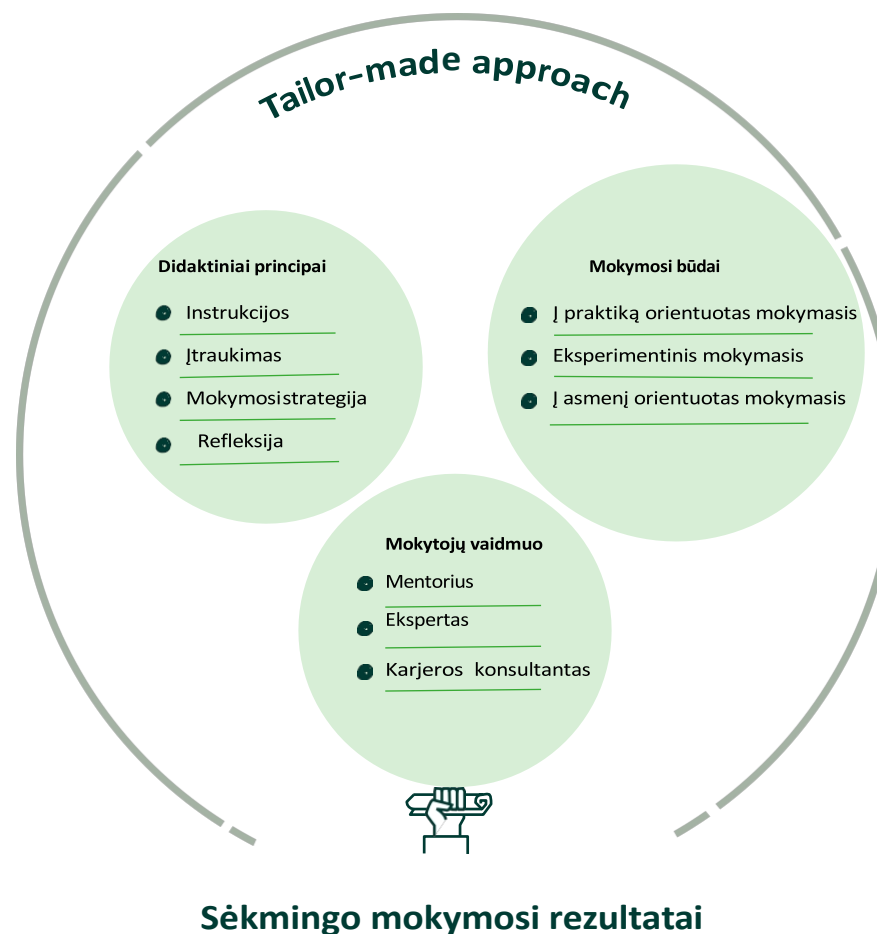 Tailor-made approach
Didaktiniai principai
Instrukcijos
Įtraukimas
Mokymosistrategija
Refleksija
Mokymosi būdai
Į praktiką orientuotas mokymasis
Eksperimentinis mokymasis
Į asmenį orientuotas mokymasis
Mokytojų vaidmuo
Mentorius
Ekspertas
Karjeros konsultantas
Sėkmingo mokymosi rezultatai